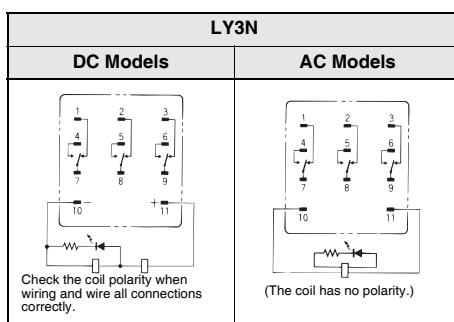 LY3N
DC Models
AC Models
1 2 3
4 5 6
7 8 9
10 − + 11
Check the coil polarity when
wiring and wire all connections
correctly.
1 2 3
4 5 6
7 8 9
10 11
(The coil has no polarity.)